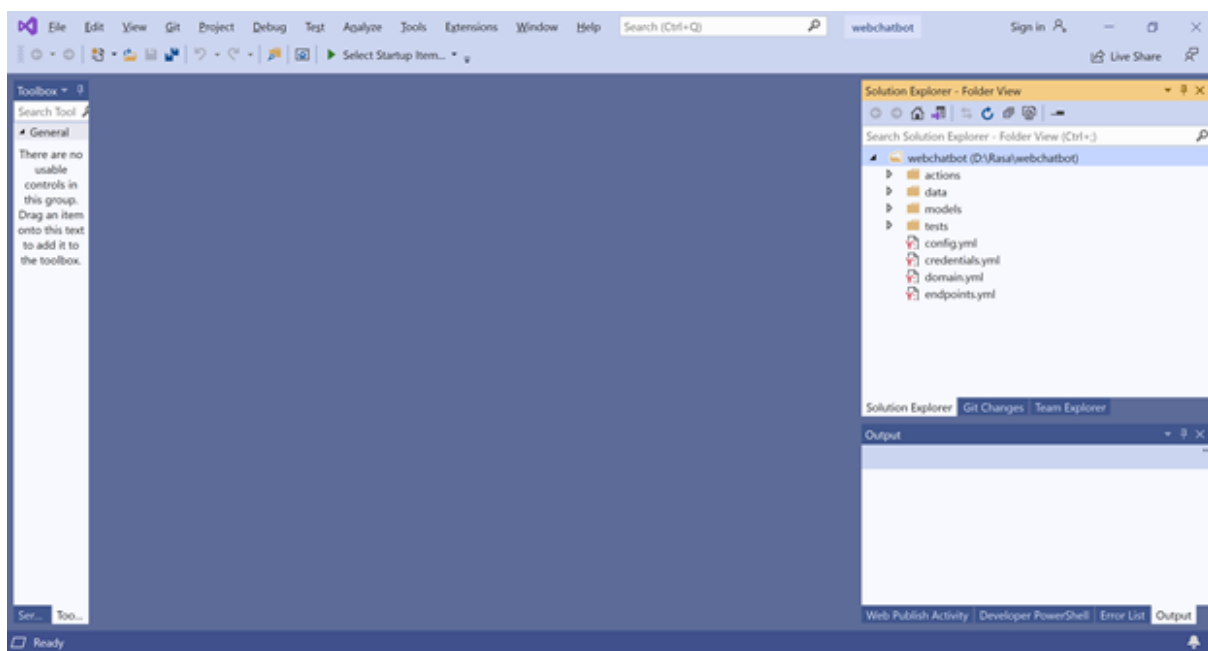 File Edit View Git Project Debug Test Analyze Tools Extensions Window Help Search (Ctrl+Q) webchatbot Sign in
Select Startup Item... Live Share
Toolbox
Search Tool
General
There are no
usable
controls in
this group.
Drag an item
onto this text
to add it to
the toolbox.
Ser... Too...
Solution Explorer - Folder View
Search Solution Explorer - Folder View (Ctrl+;)
webchatbot (D:\Rasa\webchatbot)
actions
data
models
tests
config.yml
credentials.yml
domain.yml
endpoints.yml
Solution Explorer Git Changes Team Explorer
Output
Web Publish Activity Developer PowerShell Error List Output
Ready